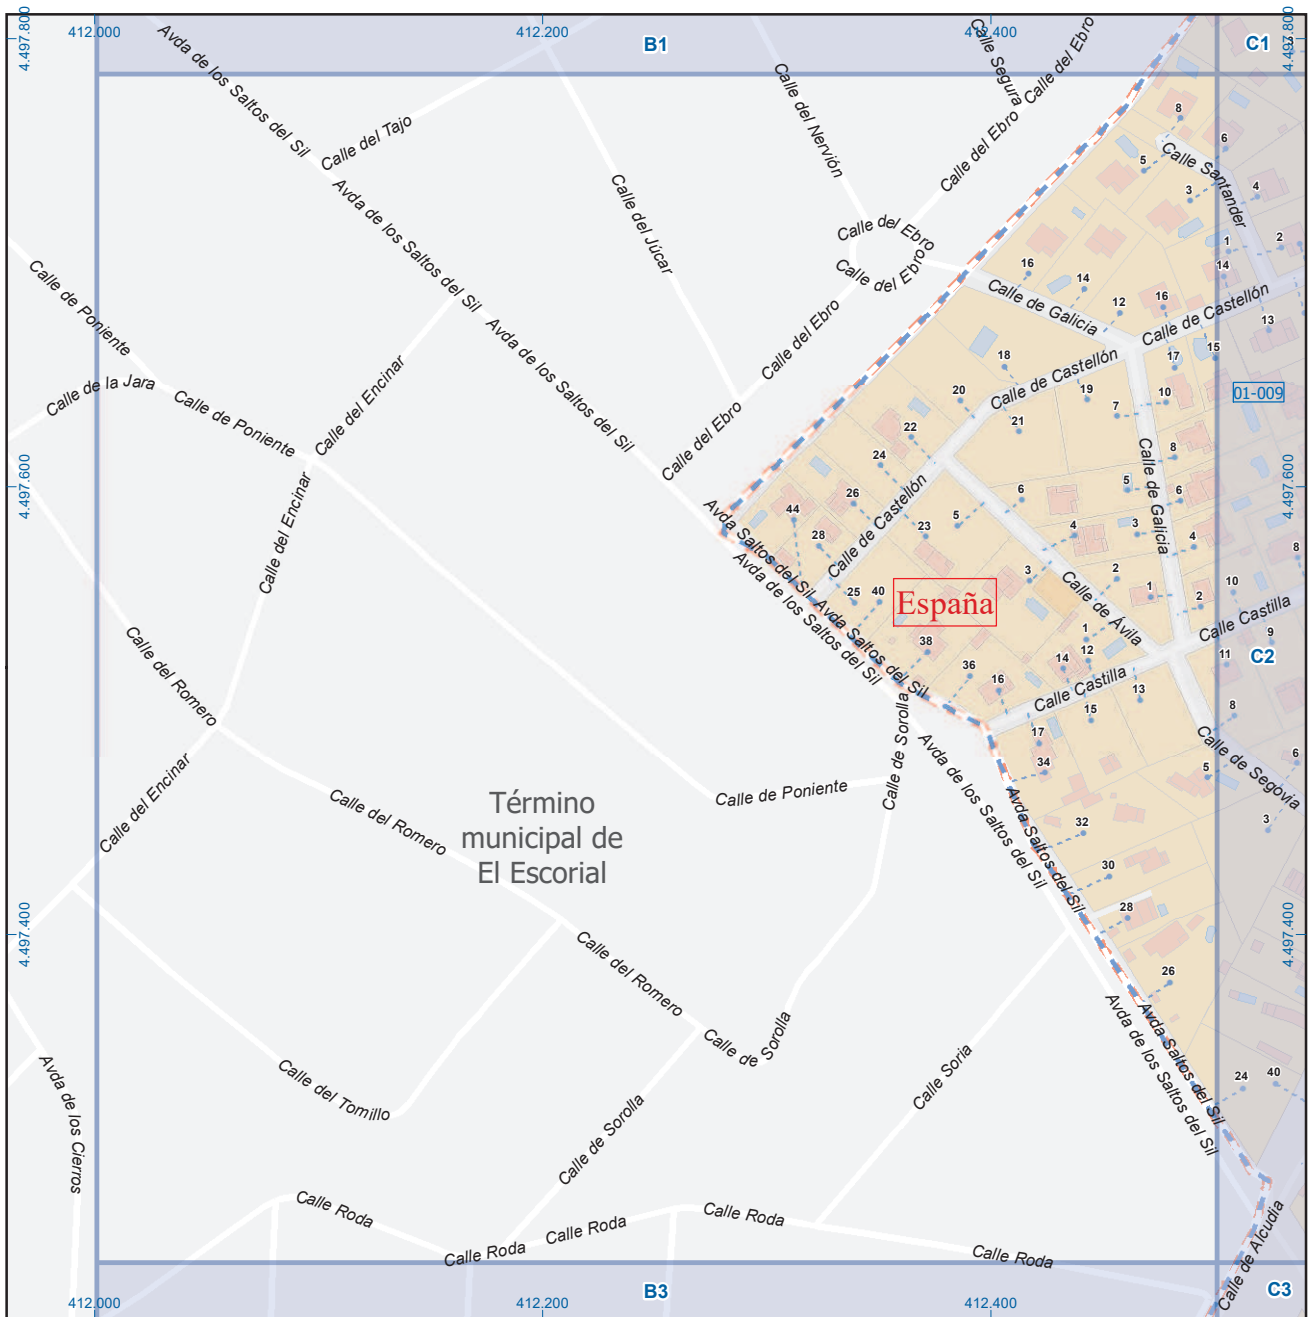 412.000
412.200
412.400
B1
C1
4.497.800
4.497.800
Avda de los Saltos del Sil
Calle del Tajo
Calle del Nervión
Calle Segura
Calle del Ebro
Calle del Ebro
Calle del Júcar
Calle del Ebro
Calle del Ebro
Calle del Ebro
Calle del Ebro
Avda de los Saltos del Sil
Avda de los Saltos del Sil
Calle de Poniente
Calle de la Jara
Calle de Poniente
Calle del Encinar
Calle del Encinar
Calle Santander
8
6
5
3
4
1
2
14
16
14
12
16
13
15
17
Calle de Galicia
Calle de Castellón
Calle de Castellón
01-009
18
20
19
10
7
21
22
24
8
26
5
6
6
44
28
23
5
4
3
4
8
4.497.600
4.497.600
Calle de Castellón
Calle de Galicia
Avda Saltos del Sil
Avda de los Saltos del Sil
Avda Saltos del Sil
España
25
40
3
2
1
2
10
Calle de Avila
Calle Castilla
9
C2
11
38
36
1
12
14
16
13
15
17
34
8
6
5
3
Calle Castilla
Calle de Segovia
Calle del Romero
Calle del Encinar
Calle del Romero
Calle de Poniente
Calle de Sorolla
Avda de los Saltos del Sil
Avda Saltos del Sil
Término
municipal de
El Escorial
32
30
28
26
4.497.400
4.497.400
Calle del Romero
Calle de Sorolla
Calle Soria
Avda Saltos del Sil
Avda de los Saltos del Sil
24
40
Avda de los Cierros
Calle del Tomillo
Calle de Sorolla
Calle Roda
Calle Roda
Calle Roda
Calle Roda
Calle Roda
Calle de Alcudia
B3
C3
412.000
412.200
412.400